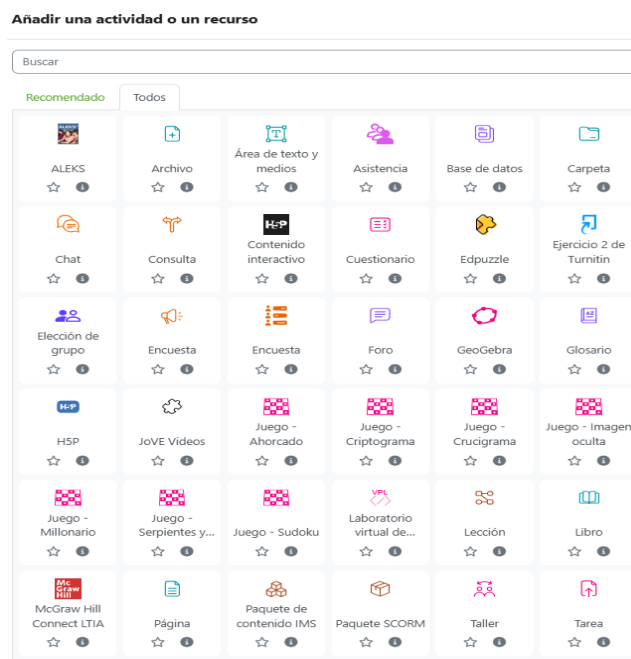 Añadir una actividad o un recurso
Buscar
Recomendado Todos
ALEKS Archivo Área de texto y medios Asistencia Base de datos Carpeta
Chat Consulta H5P Contenido interactivo Cuestionario Edpuzzle Ejercicio 2 de Turnitin
Elección de grupo Encuesta Encuesta Foro GeoGebra Glosario
H5P
H5P JoVE Videos Juego - Ahorcado Juego - Criptograma Juego - Crucigrama Juego - Imagen oculta
VPL
Juego - Millonario Juego - Serpientes y... Juego - Sudoku Laboratorio virtual de... Lección Libro
Mc Graw Hill
McGraw Hill Connect LTIA Página Paquete de contenido IMS Paquete SCORM Taller Tarea